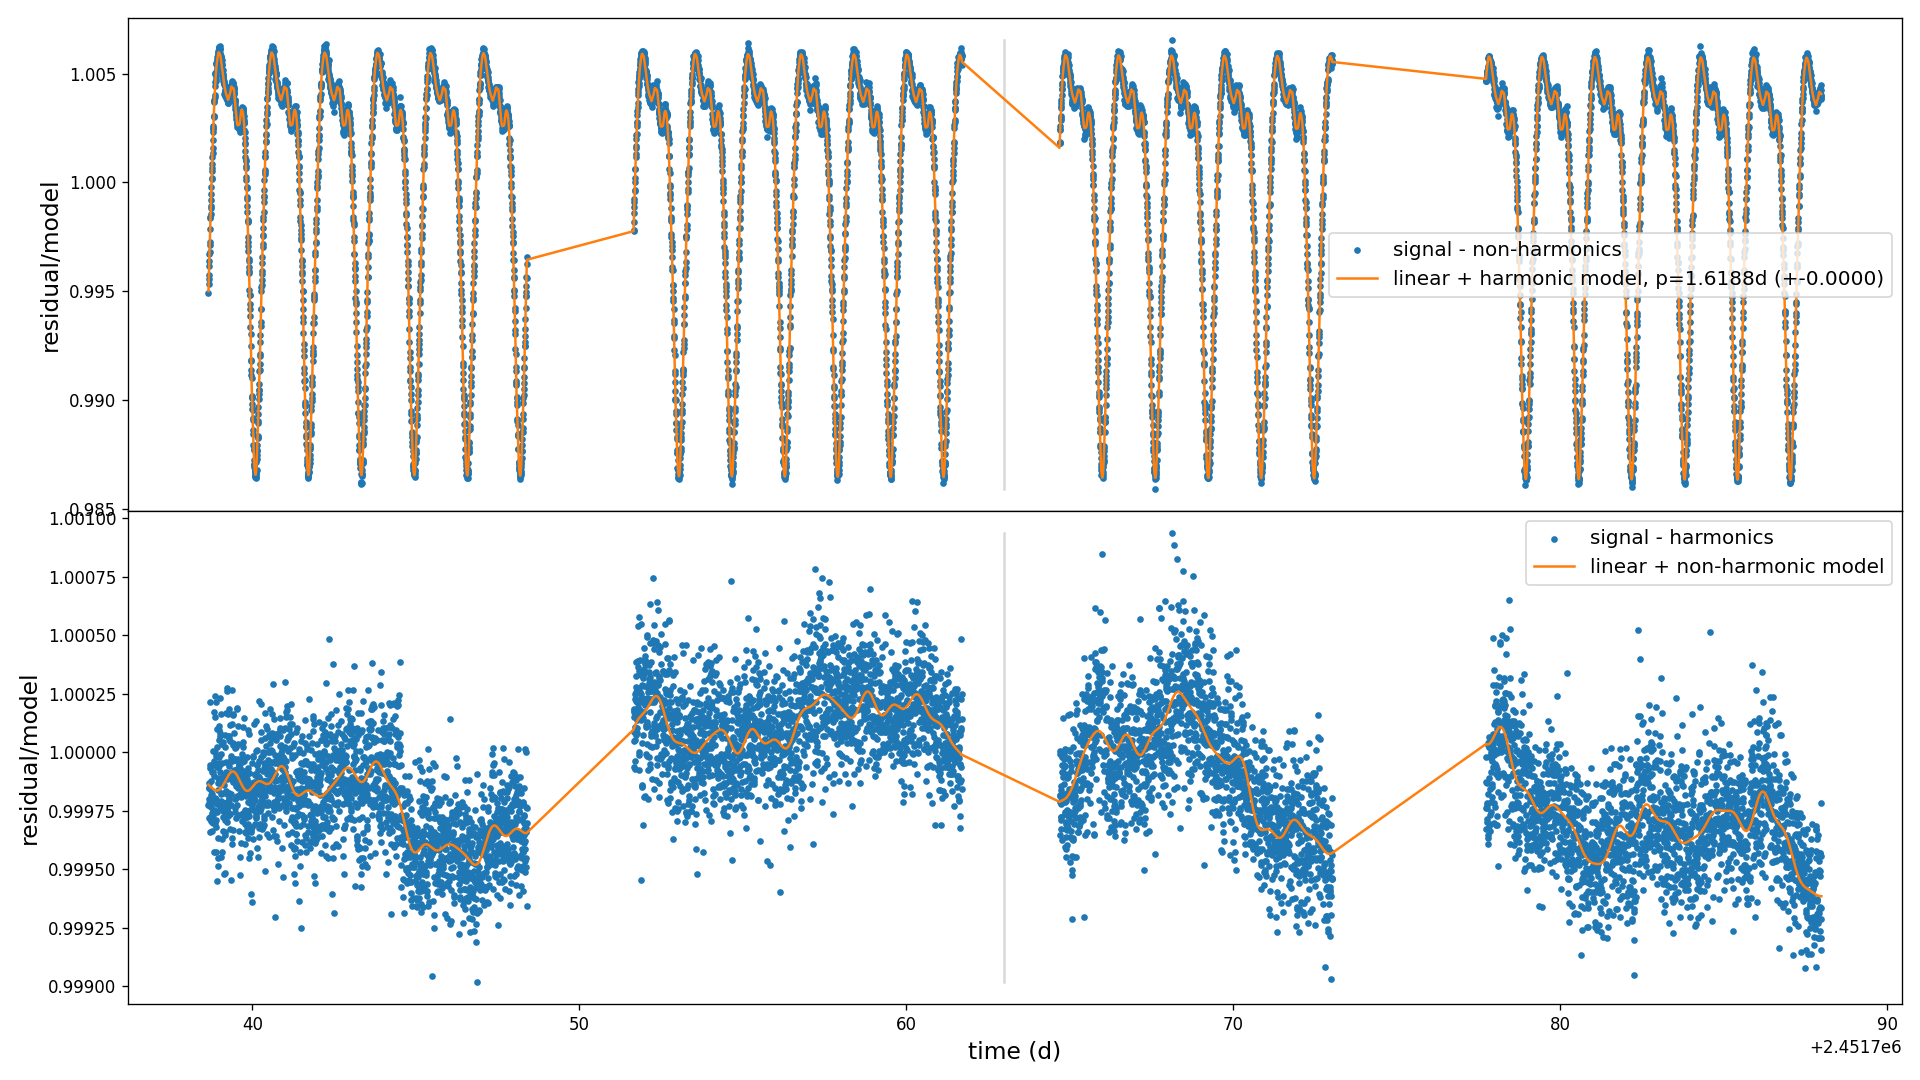 residual/model
1.005
1.000
0.995
0.990
0.985
signal - non-harmonics
linear + harmonic model, p=1.6188d (+-0.0000)
residual/model
1.00100
1.00075
1.00050
1.00025
1.00000
0.99975
0.99950
0.99925
0.99900
signal - harmonics
linear + non-harmonic model
40 50 60 70 80 90
time (d)
+2.4517e6